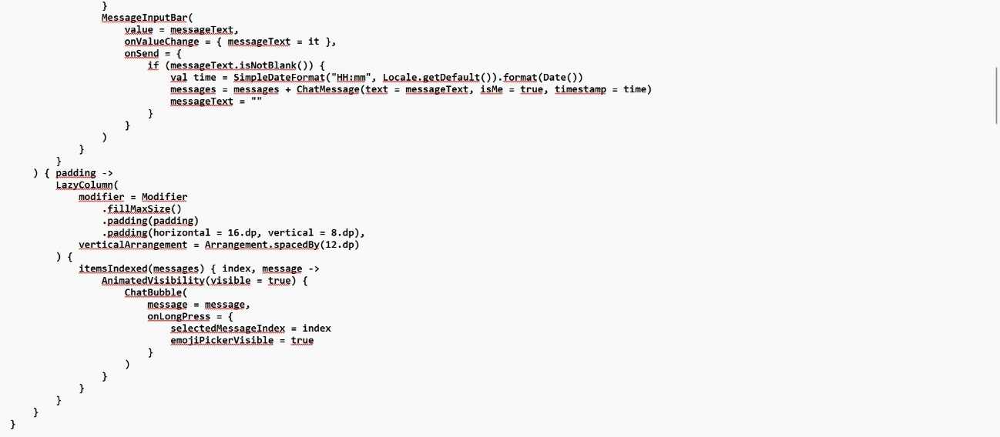 }
                MessageInputBar(
                    value = messageText,
                    onValueChange = { messageText = it },
                    onSend = {
                        if (messageText.isNotBlank()) {
                            val time = SimpleDateFormat("HH:mm", Locale.getDefault()).format(Date())
                            messages = messages + ChatMessage(text = messageText, isMe = true, timestamp = time)
                            messageText = ""
                        }
                    }
                )
            }
        }
    ) { padding ->
        LazyColumn(
            modifier = Modifier
                .fillMaxSize()
                .padding(padding)
                .padding(horizontal = 16.dp, vertical = 8.dp),
            verticalArrangement = Arrangement.spacedBy(12.dp)
        ) {
            itemsIndexed(messages) { index, message ->
                AnimatedVisibility(visible = true) {
                    ChatBubble(
                        message = message,
                        onLongPress = {
                            selectedMessageIndex = index
                            emojiPickerVisible = true
                        }
                    )
                }
            }
        }
    }
}